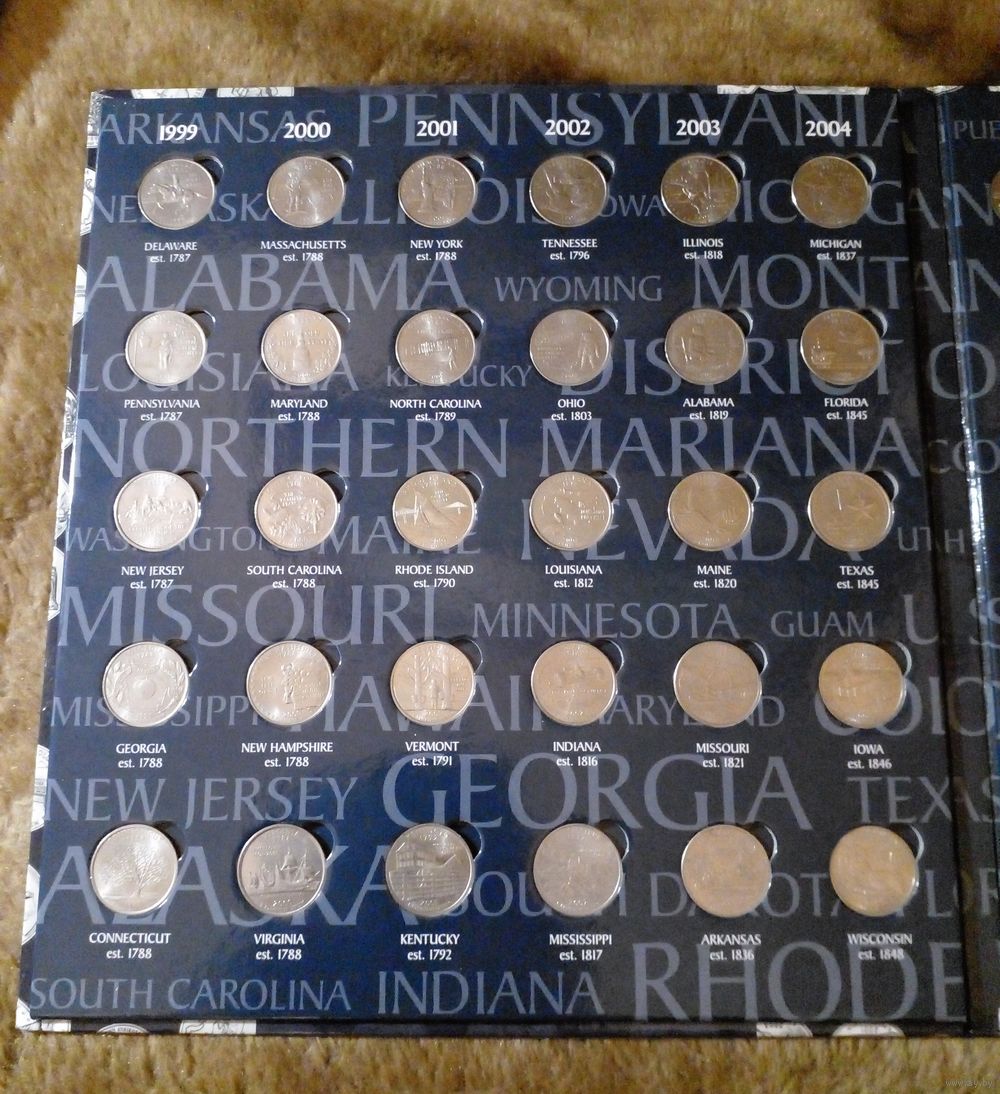 ARKANSAS PENNSYLVANIA
1999 2000 2001 2002 2003 2004
ILLINOIS MICHIGAN
DELAWARE MASSACHUSETTS NEW YORK TENNESSEE ILLINOIS MICHIGAN
est. 1787 est. 1788 est. 1788 est. 1796 est. 1818 est. 1837
ALABAMA WYOMING MONTAN
LOUISIANA KENTUCKY DISTRICT O
PENNSYLVANIA MARYLAND NORTH CAROLINA OHIO ALABAMA FLORIDA
est. 1787 est. 1788 est. 1789 est. 1803 est. 1819 est. 1845
NORTHERN MARIANA
WASHINGTON MAINE NEVADA
NEW JERSEY SOUTH CAROLINA RHODE ISLAND LOUISIANA MAINE TEXAS
est. 1787 est. 1788 est. 1790 est. 1812 est. 1820 est. 1845
MISSOURI MINNESOTA GUAM U S
MISSISSIPPI HAWAII MARYLAND
GEORGIA NEW HAMPSHIRE VERMONT INDIANA MISSOURI IOWA
est. 1788 est. 1788 est. 1791 est. 1816 est. 1821 est. 1846
NEW JERSEY GEORGIA TEXAS
ALASKA SOUTH DAKOTA FLOR
CONNECTICUT VIRGINIA KENTUCKY MISSISSIPPI ARKANSAS WISCONSIN
est. 1788 est. 1788 est. 1792 est. 1817 est. 1836 est. 1848
SOUTH CAROLINA INDIANA RHODE